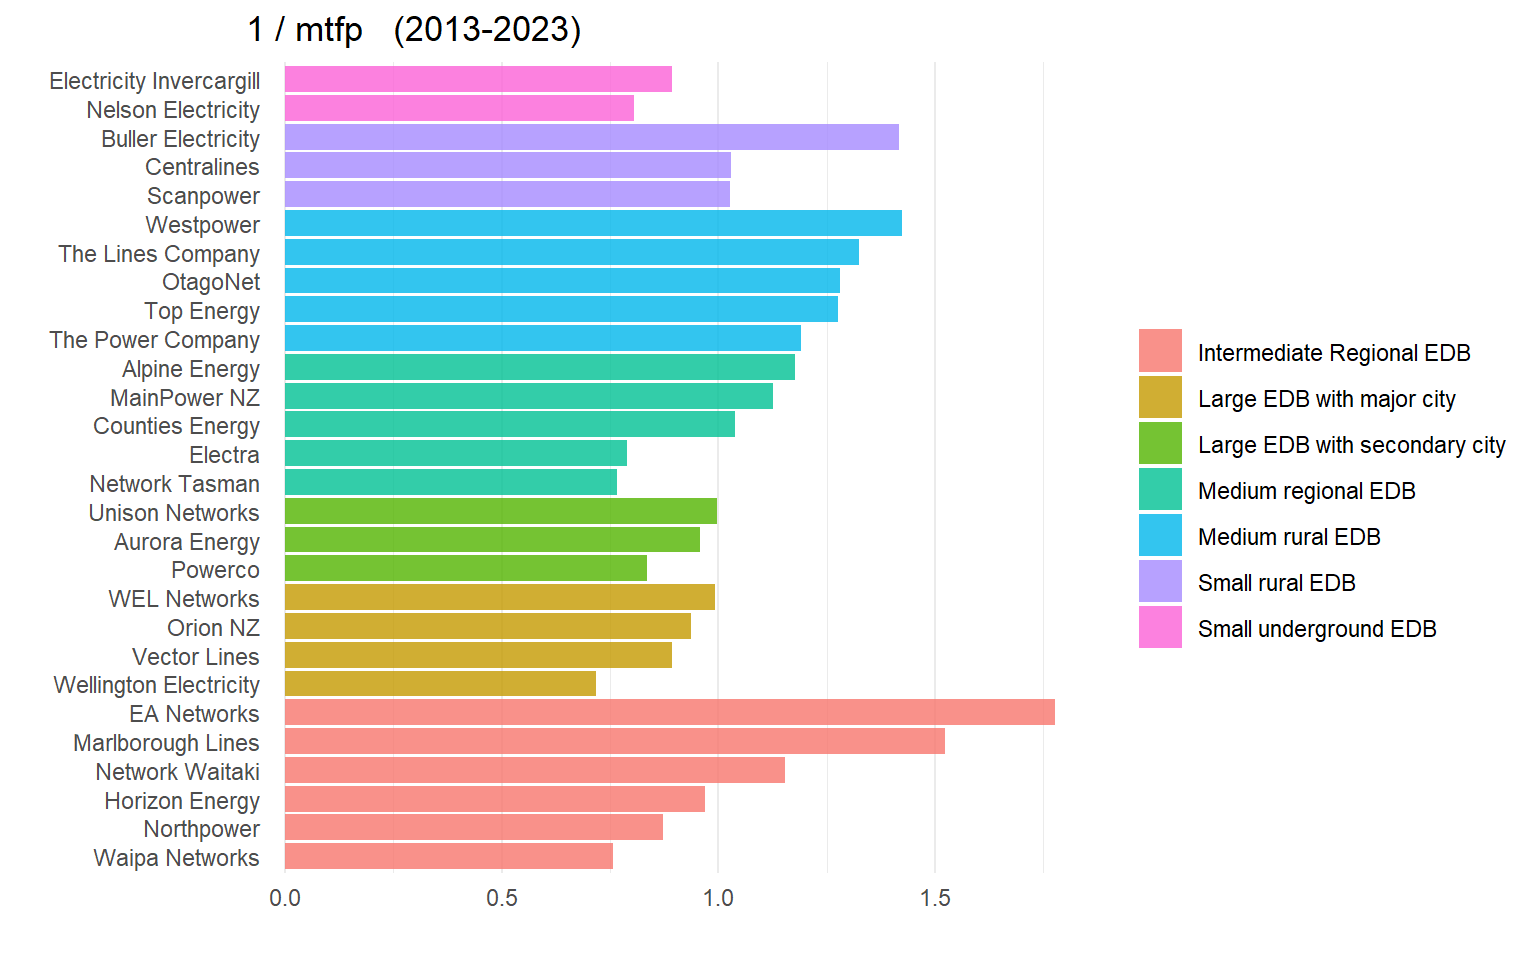 1 / mtfp (2013-2023)
Electricity Invercargill
Nelson Electricity
Buller Electricity
Centralines
Scanpower
Westpower
The Lines Company
OtagoNet
Top Energy
The Power Company
Alpine Energy
MainPower NZ
Counties Energy
Electra
Network Tasman
Unison Networks
Aurora Energy
Powerco
WEL Networks
Orion NZ
Vector Lines
Wellington Electricity
EA Networks
Marlborough Lines
Network Waitaki
Horizon Energy
Northpower
Waipa Networks
0.0 0.5 1.0 1.5
Intermediate Regional EDB
Large EDB with major city
Large EDB with secondary city
Medium regional EDB
Medium rural EDB
Small rural EDB
Small underground EDB